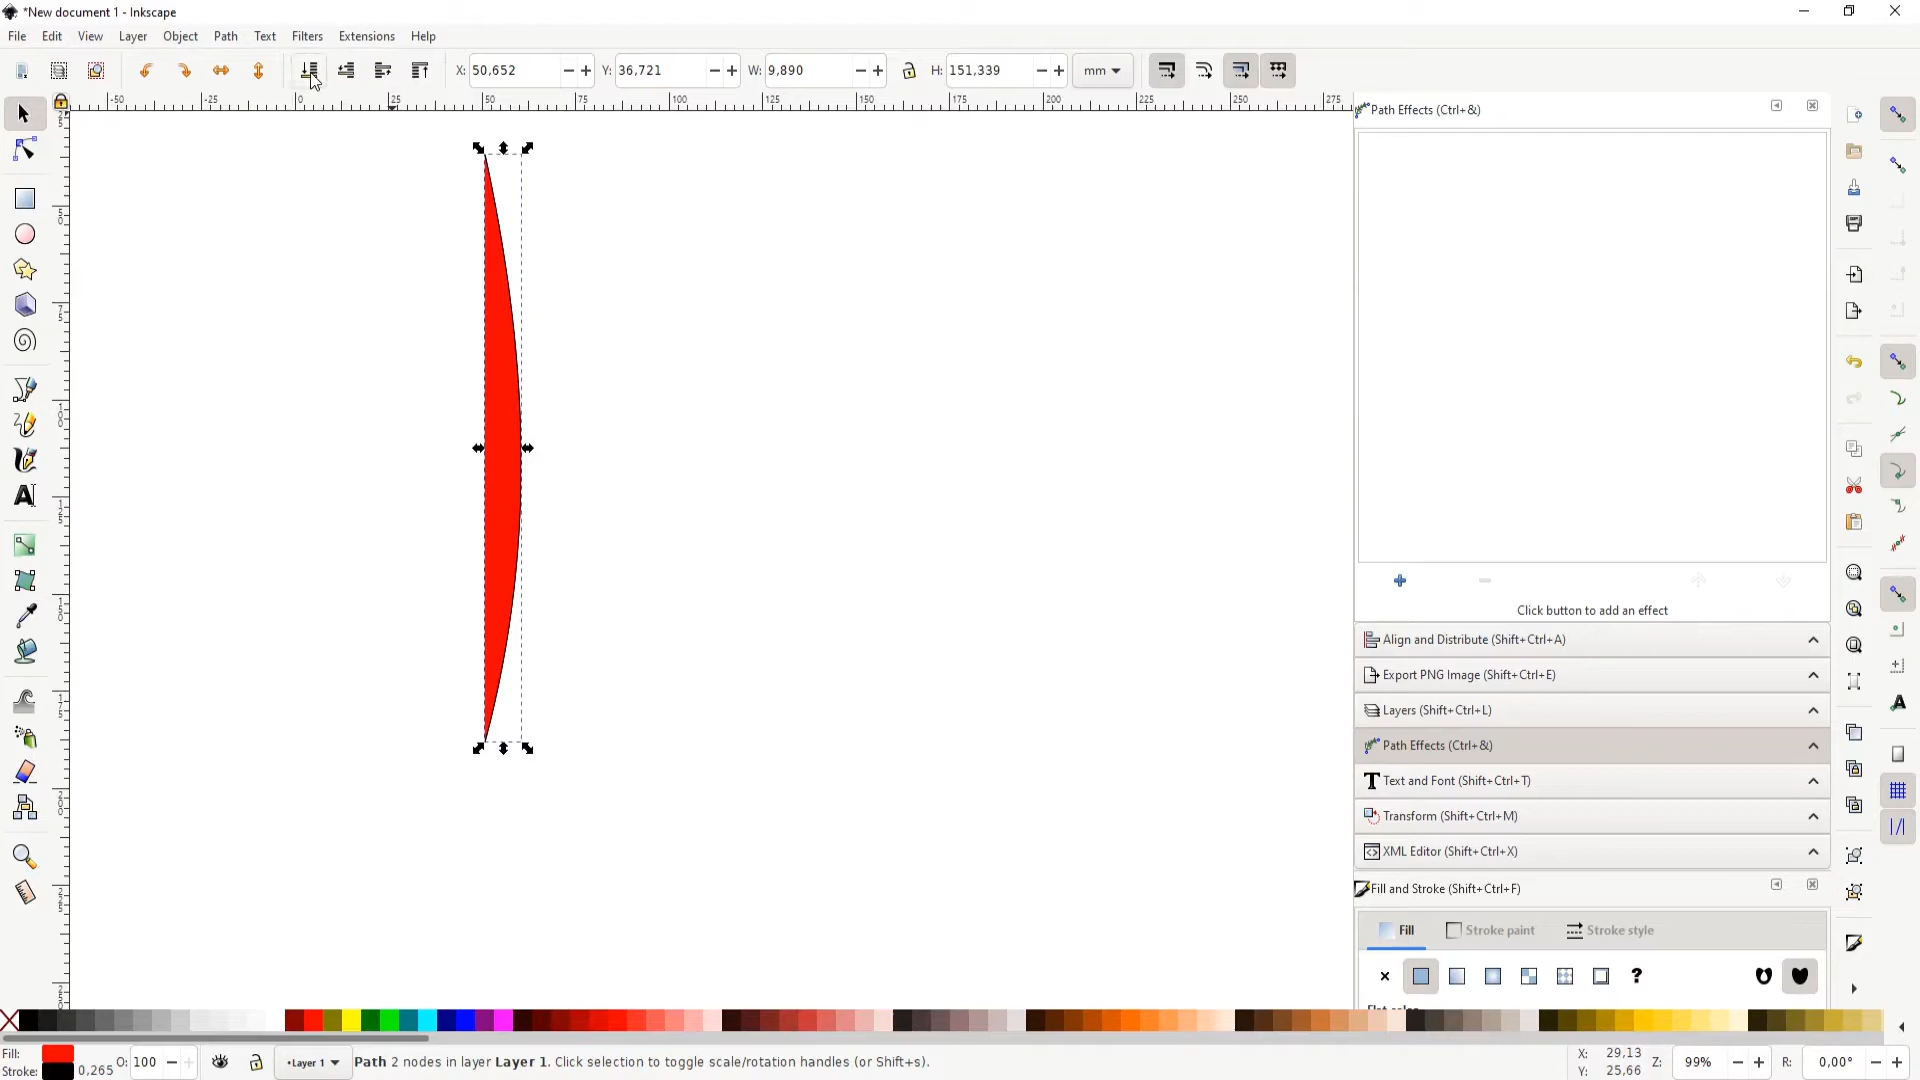 *New document 1 - Inkscape
File Edit View Layer Object Path Text Filters Extensions Help
X: 50,652 Y: 36,721 W: 9,890 H: 151,339 mm
-50 -25 0 25 50 75 100 125 150 175 200 225 250 275
Path Effects (Ctrl+&)
Click button to add an effect
Align and Distribute (Shift+Ctrl+A)
Export PNG Image (Shift+Ctrl+E)
Layers (Shift+Ctrl+L)
Path Effects (Ctrl+&)
Text and Font (Shift+Ctrl+T)
Transform (Shift+Ctrl+M)
XML Editor (Shift+Ctrl+X)
Fill and Stroke (Shift+Ctrl+F)
Fill Stroke paint Stroke style
Fill:
Stroke: 0,265
O: 100
•Layer 1
Path 2 nodes in layer Layer 1. Click selection to toggle scale/rotation handles (or Shift+s).
X: 29,13
Y: 25,66
Z: 99%
R: 0,00°